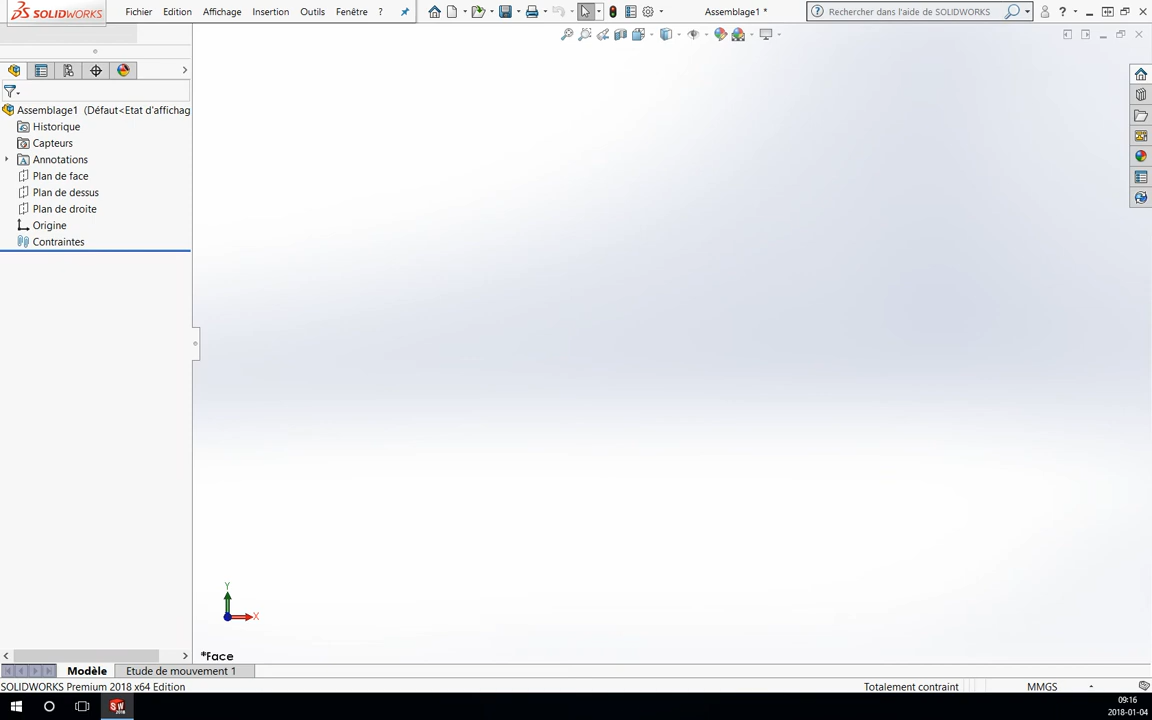 SOLIDWORKS Fichier Edition Affichage Insertion Outils Fenêtre ? Assemblage1 * Rechercher dans l'aide de SOLIDWORKS ?
Assemblage1 (Défaut<Etat d'affichag
Historique
Capteurs
Annotations
Plan de face
Plan de dessus
Plan de droite
Origine
Contraintes
Y
X
*Face
Modèle Etude de mouvement 1
SOLIDWORKS Premium 2018 x64 Edition Totalement contraint MMGS
SW 2018 09:16
2018-01-04